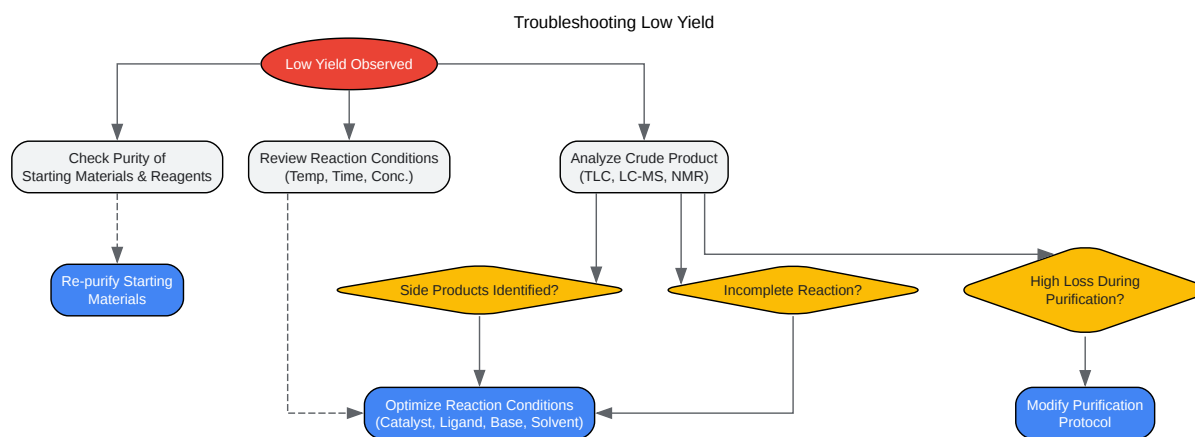 Troubleshooting Low Yield
Low Yield Observed
Check Purity of
Starting Materials & Reagents
Review Reaction Conditions
(Temp, Time, Conc.)
Analyze Crude Product
(TLC, LC-MS, NMR)
Re-purify Starting
Materials
Side Products Identified?
Incomplete Reaction?
High Loss During
Purification?
Optimize Reaction Conditions
(Catalyst, Ligand, Base, Solvent)
Modify Purification
Protocol